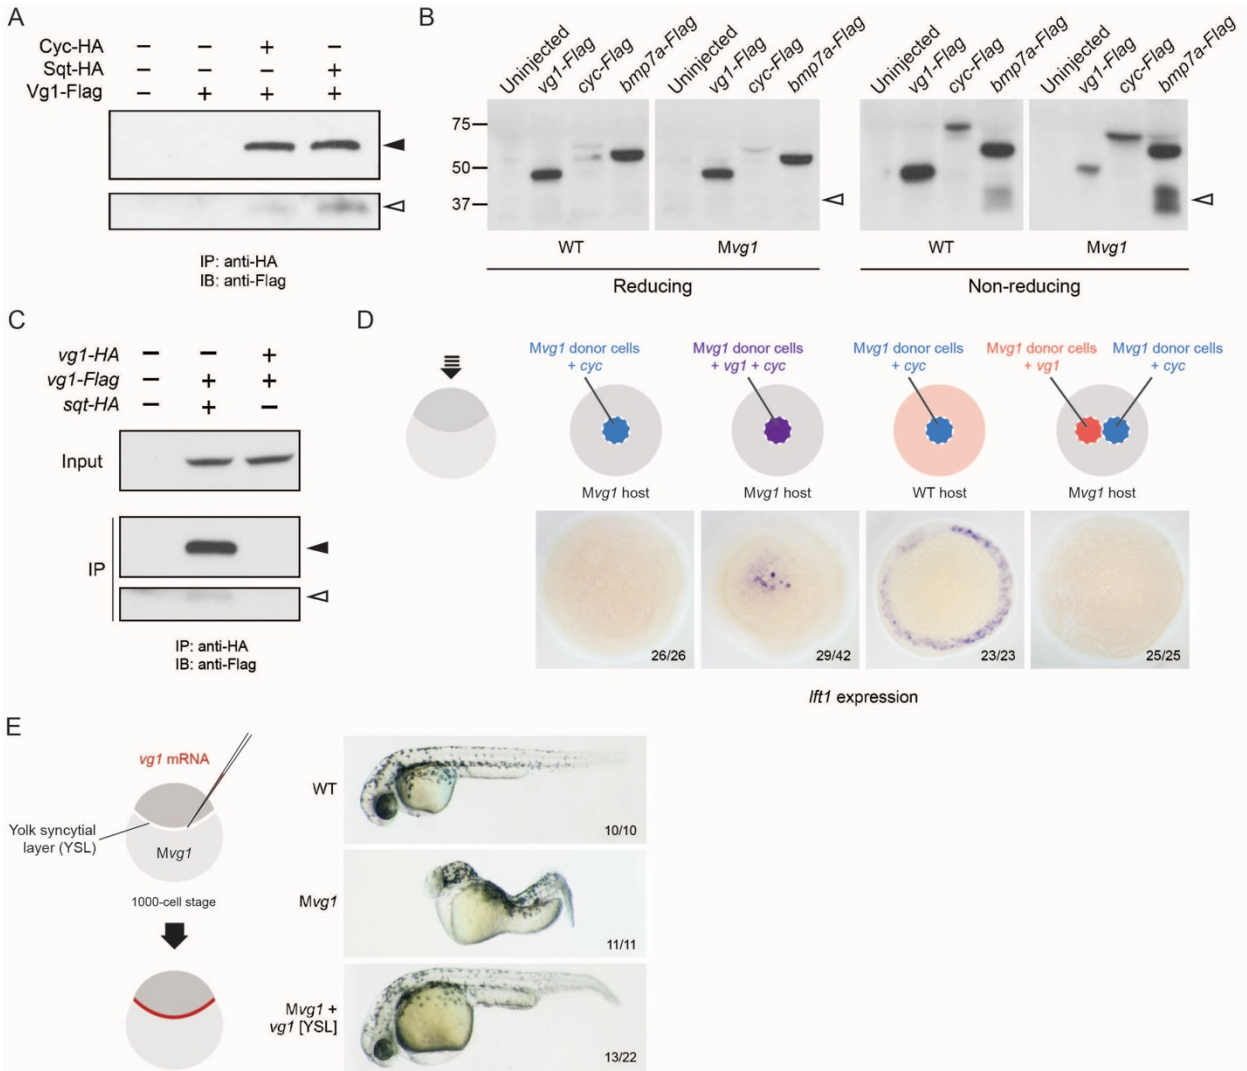 A
Cyc-HA – – + –
Sqt-HA – – – +
Vg1-Flag – + + +
IP: anti-HA
IB: anti-Flag
B
Uninjected vg1-Flag cyc-Flag bmp7a-Flag Uninjected vg1-Flag cyc-Flag bmp7a-Flag Uninjected vg1-Flag cyc-Flag bmp7a-Flag Uninjected vg1-Flag cyc-Flag bmp7a-Flag
75
50
37
WT Mvg1 WT Mvg1
Reducing Non-reducing
C
vg1-HA – – +
vg1-Flag – + +
sqt-HA – + –
Input
IP
IP: anti-HA
IB: anti-Flag
D
Mvg1 donor cells
+ cyc
Mvg1 donor cells
+ vg1 + cyc
Mvg1 donor cells
+ cyc
Mvg1 donor cells
+ vg1
Mvg1 donor cells
+ cyc
Mvg1 host Mvg1 host WT host Mvg1 host
26/26 29/42 23/23 25/25
lft1 expression
E
vg1 mRNA
Yolk syncytial
layer (YSL)
Mvg1
1000-cell stage
WT
10/10
Mvg1
11/11
Mvg1 +
vg1 [YSL]
13/22